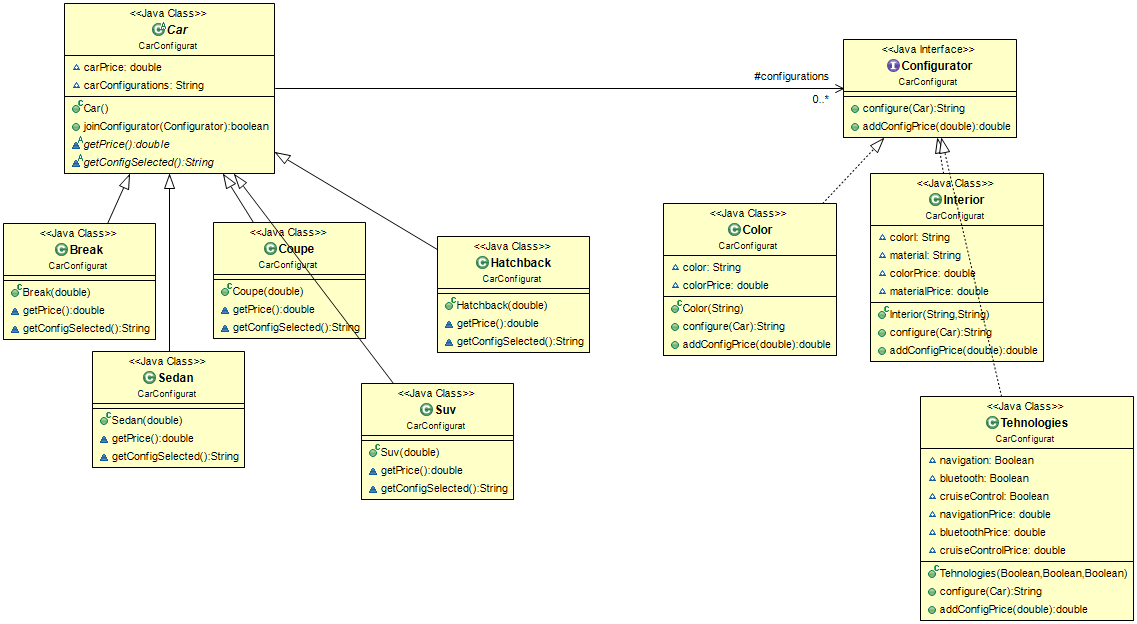 <<Java Class>>
Car
CarConfigurat
carPrice: double
carConfigurations: String
Car()
joinConfigurator(Configurator):boolean
getPrice():double
getConfigSelected():String
#configurations
0..*
<<Java Interface>>
Configurator
CarConfigurat
configure(Car):String
addConfigPrice(double):double
<<Java Class>>
Break
CarConfigurat
Break(double)
getPrice():double
getConfigSelected():String
<<Java Class>>
Coupe
CarConfigurat
Coupe(double)
getPrice():double
getConfigSelected():String
<<Java Class>>
Hatchback
CarConfigurat
Hatchback(double)
getPrice():double
getConfigSelected():String
<<Java Class>>
Color
CarConfigurat
color: String
colorPrice: double
Color(String)
configure(Car):String
addConfigPrice(double):double
<<Java Class>>
Interior
CarConfigurat
colorI: String
material: String
colorPrice: double
materialPrice: double
Interior(String,String)
configure(Car):String
addConfigPrice(double):double
<<Java Class>>
Sedan
CarConfigurat
Sedan(double)
getPrice():double
getConfigSelected():String
<<Java Class>>
Suv
CarConfigurat
Suv(double)
getPrice():double
getConfigSelected():String
<<Java Class>>
Tehnologies
CarConfigurat
navigation: Boolean
bluetooth: Boolean
cruiseControl: Boolean
navigationPrice: double
bluetoothPrice: double
cruiseControlPrice: double
Tehnologies(Boolean,Boolean,Boolean)
configure(Car):String
addConfigPrice(double):double